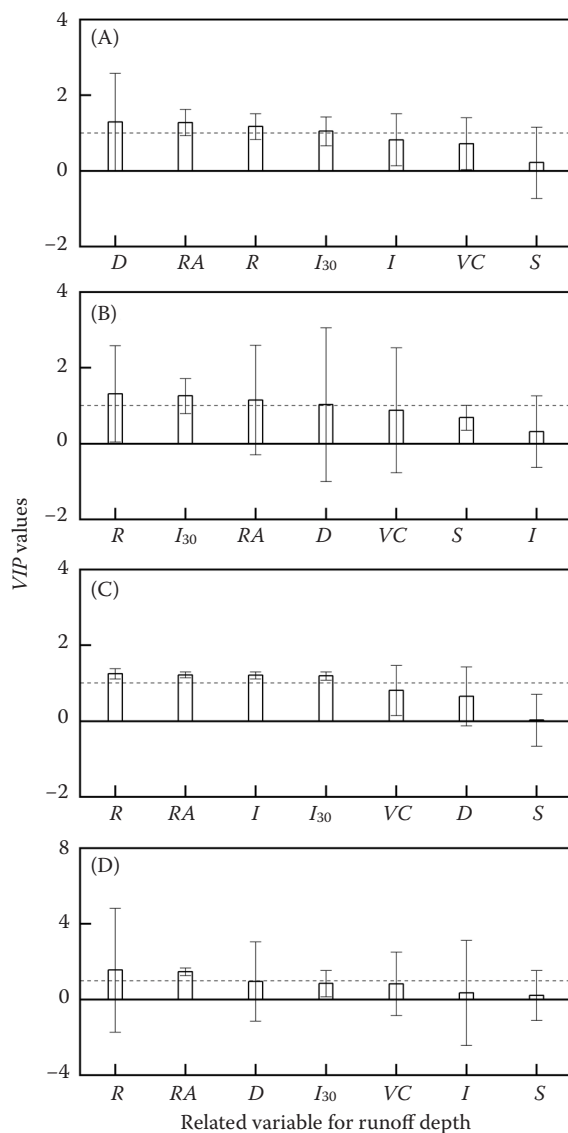 4
(A)
2
0
−2
D RA R I₃₀ I VC S
4
(B)
2
0
−2
R I₃₀ RA D VC S I
VIP values
4
(C)
2
0
−2
R RA I I₃₀ VC D S
8
(D)
4
0
−4
R RA D I₃₀ VC I S
Related variable for runoff depth